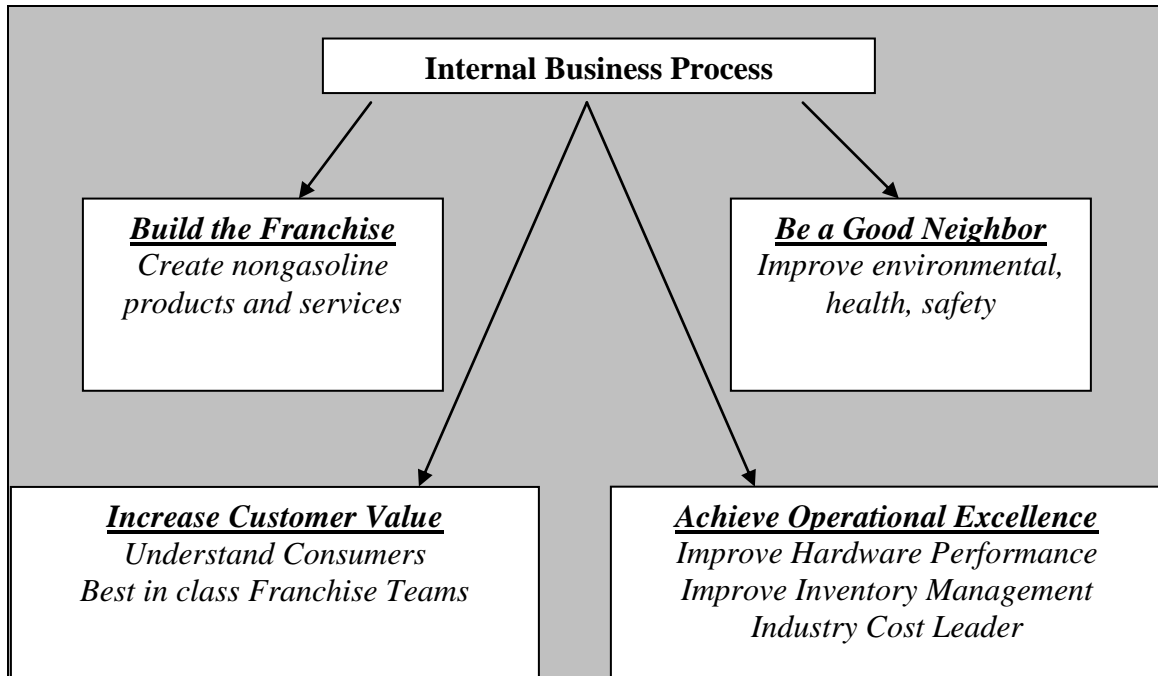 Internal Business Process
Build the Franchise
Create nongasoline
products and services
Be a Good Neighbor
Improve environmental,
health, safety
Increase Customer Value
Understand Consumers
Best in class Franchise Teams
Achieve Operational Excellence
Improve Hardware Performance
Improve Inventory Management
Industry Cost Leader